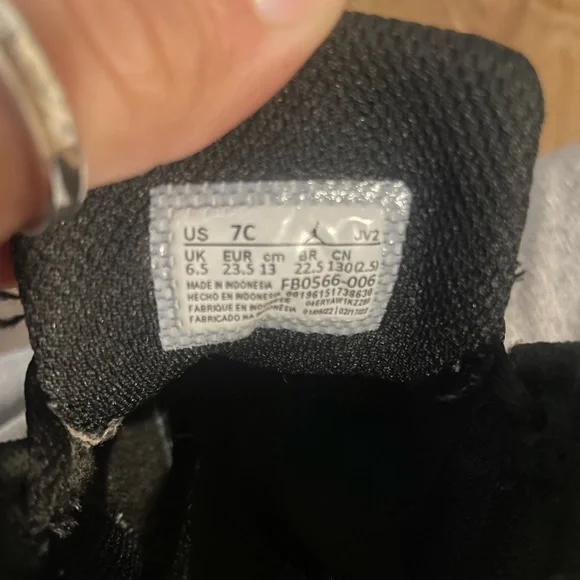 US 7C JV2
UK EUR cm BR CN
6.5 23.5 13 22.5 130(2.5)
MADE IN INDONESIA FB0566-006
HECHO EN INDONESIA
FABRIQUE EN INDONESIA
FABRICADO NA